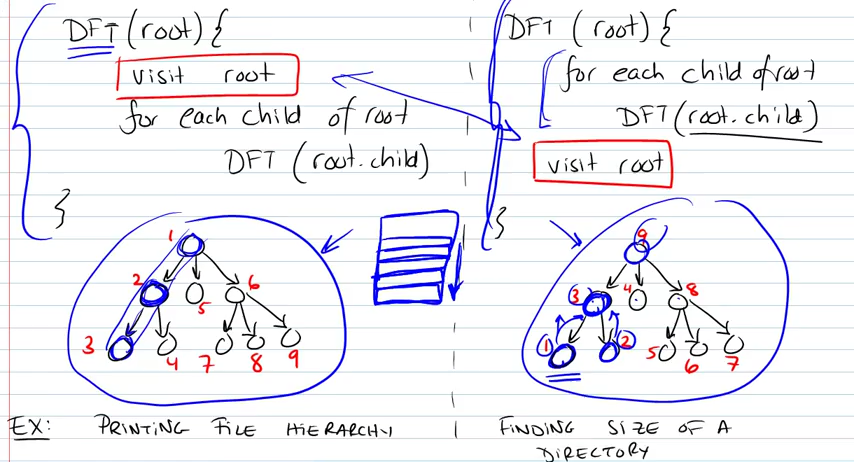 DFT (root) {
visit root
for each child of root
DFT (root.child)
}
1
2
5
6
3
4
7
8
9
EX: PRINTING FILE HIERARCHY
DFT (root) {
for each child of root
DFT (root.child)
visit root
}
9
3
4
8
1
2
5
6
7
FINDING SIZE OF A
DIRECTORY